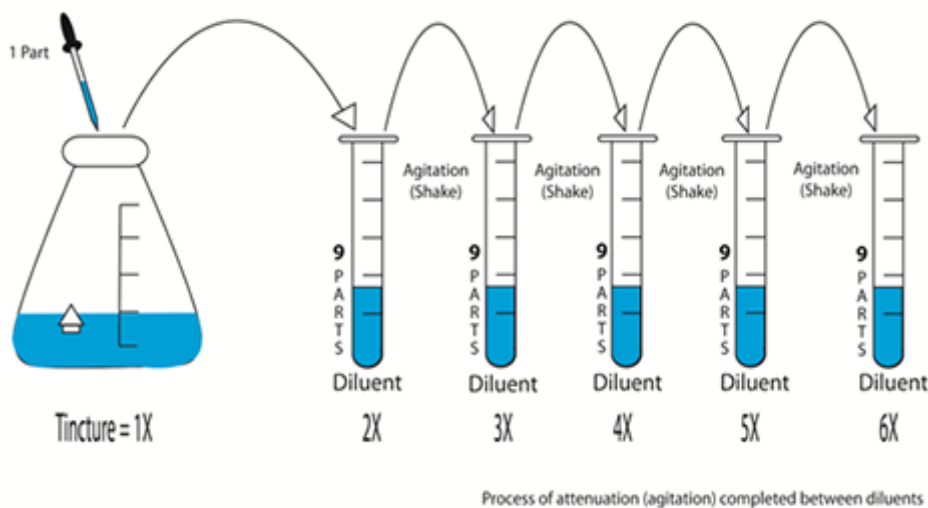 1 Part
Agitation
(Shake)
Agitation
(Shake)
Agitation
(Shake)
Agitation
(Shake)
9 PARTS
9 PARTS
9 PARTS
9 PARTS
9 PARTS
Diluent
Diluent
Diluent
Diluent
Diluent
Tincture = 1X
2X
3X
4X
5X
6X
Process of attenuation (agitation) completed between diluents